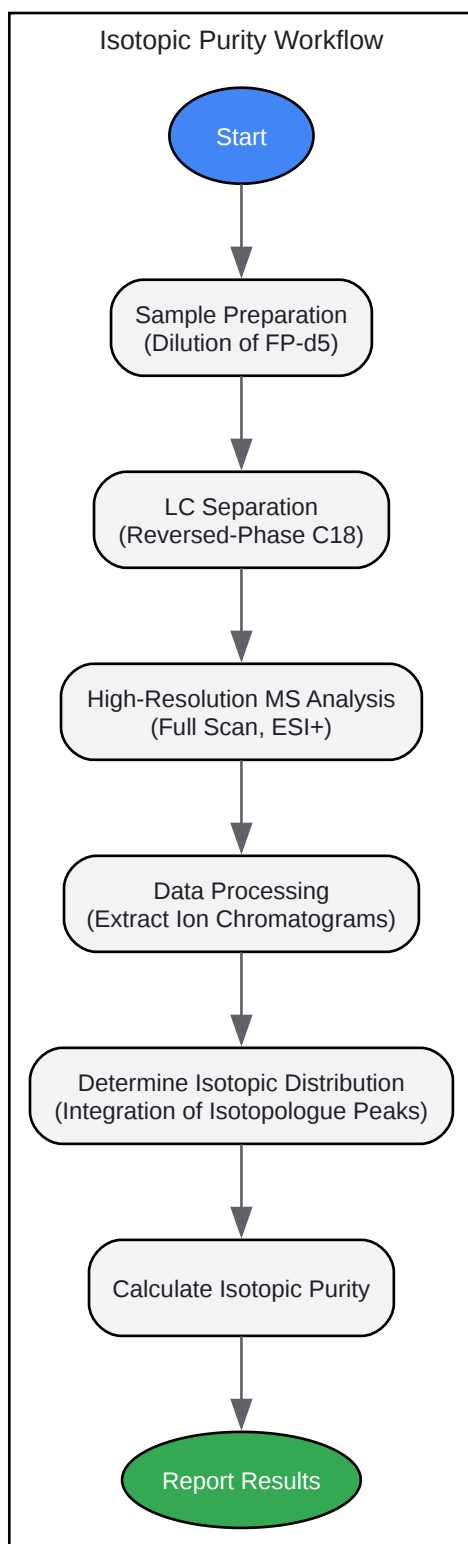 Isotopic Purity Workflow
Start
Sample Preparation
(Dilution of FP-d5)
LC Separation
(Reversed-Phase C18)
High-Resolution MS Analysis
(Full Scan, ESI+)
Data Processing
(Extract Ion Chromatograms)
Determine Isotopic Distribution
(Integration of Isotopologue Peaks)
Calculate Isotopic Purity
Report Results